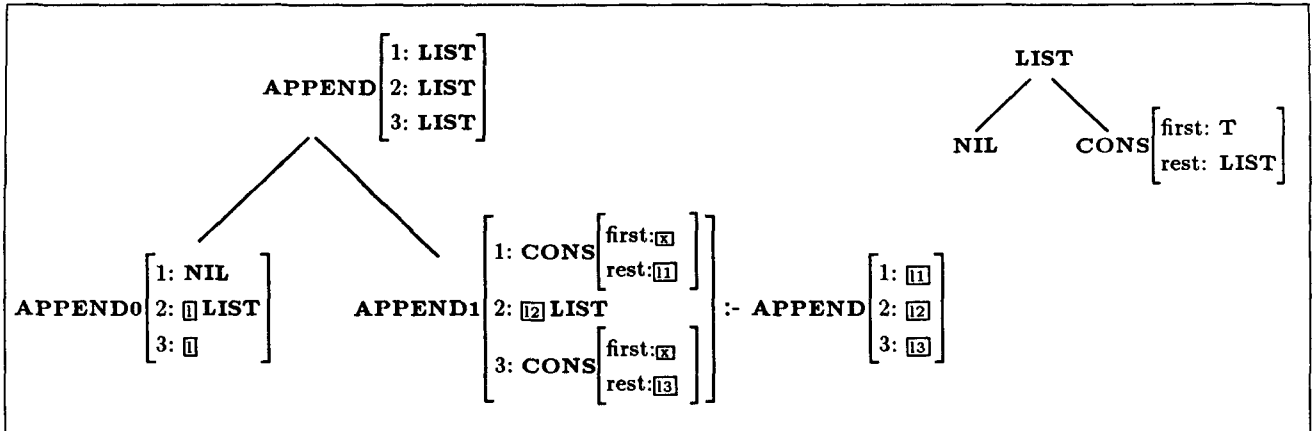 1: LIST
APPEND 2: LIST
3: LIST
LIST
NIL CONS first: T
rest: LIST
1: NIL
APPEND0 2: l LIST
3: l
1: CONS first: x
rest: l1
APPEND1 2: l2 LIST
3: CONS first: x
rest: l3
:- APPEND 1: l1
2: l2
3: l3